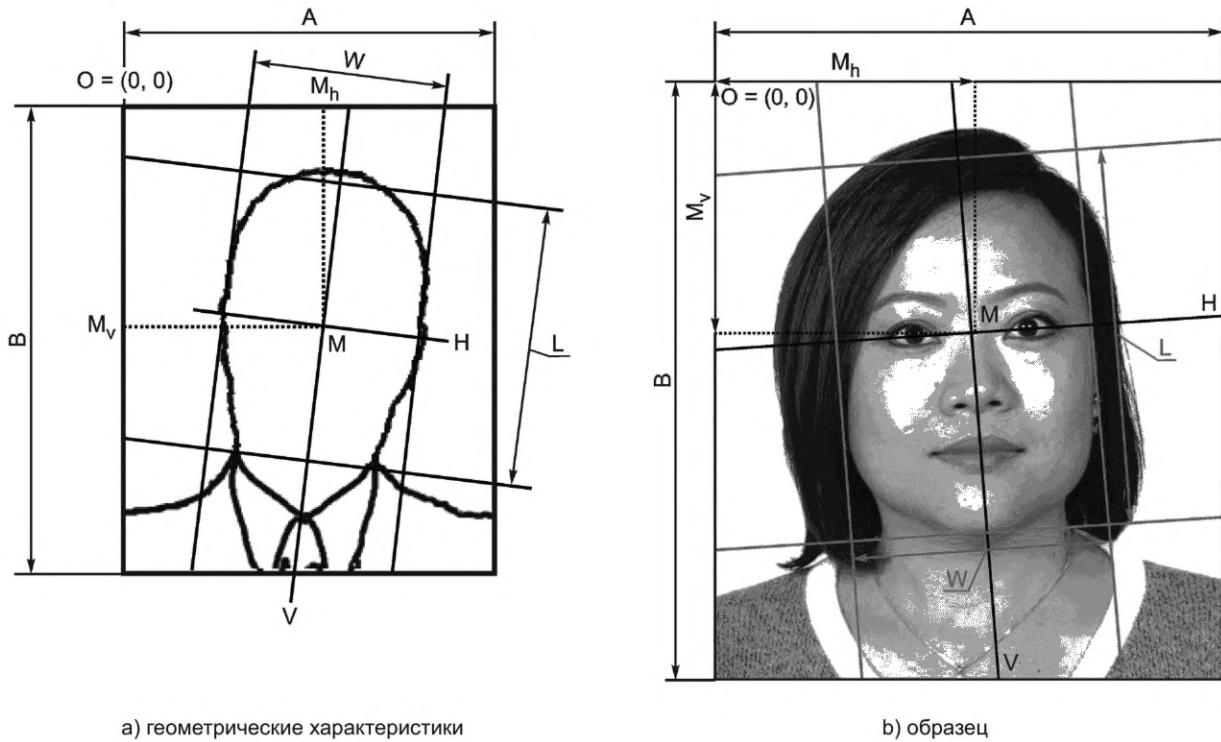 A
W
O = (0, 0)
M_h
B
M_v
M
H
L
V
a) геометрические характеристики
A
M_h
O = (0, 0)
M_v
B
M
H
L
W
V
b) образец